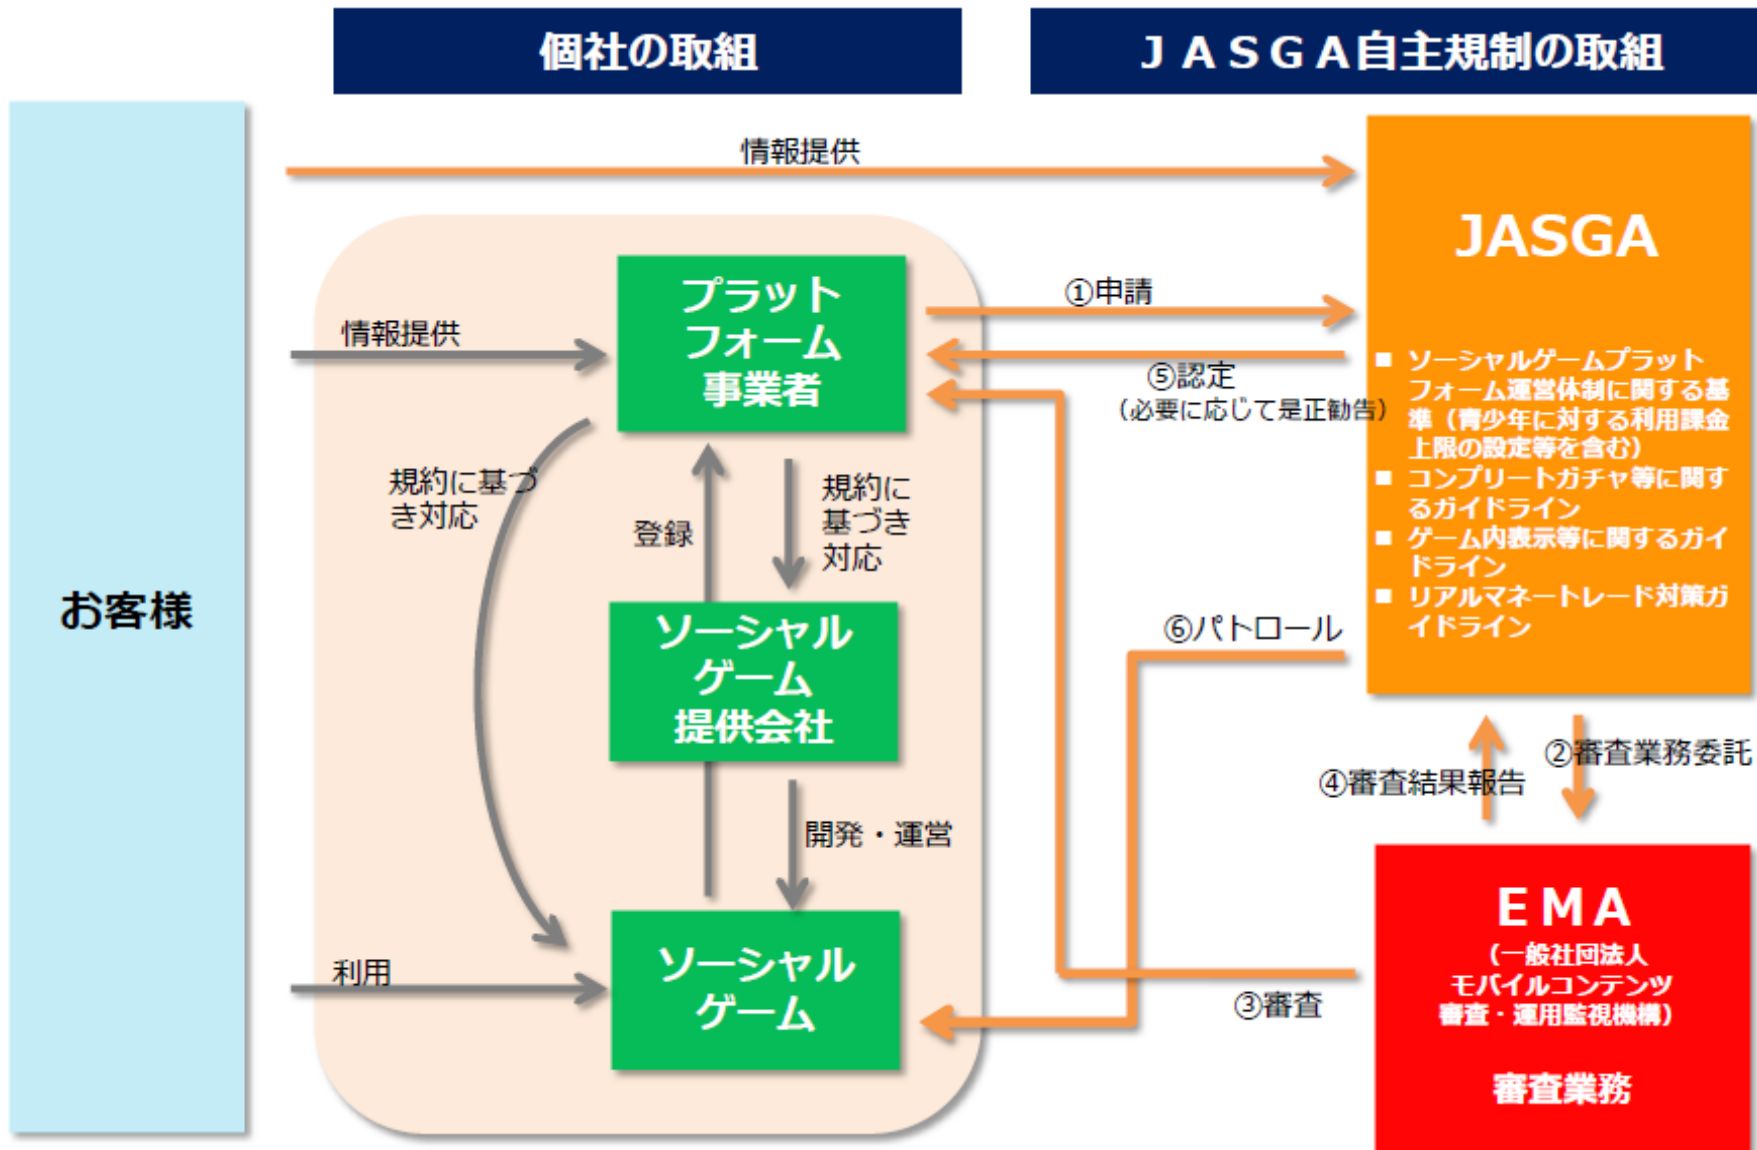 個社の取組
ＪＡＳＧＡ自主規制の取組
お客様
情報提供
情報提供
利用
プラット
フォーム
事業者
規約に基づ
き対応
登録
規約に
基づき
対応
ソーシャル
ゲーム
提供会社
開発・運営
ソーシャル
ゲーム
①申請
⑤認定
（必要に応じて是正勧告）
⑥パトロール
③審査
JASGA
■ ソーシャルゲームプラット
フォーム運営体制に関する基
準（青少年に対する利用課金
上限の設定等を含む）
■ コンプリートガチャ等に関す
るガイドライン
■ ゲーム内表示等に関するガイ
ドライン
■ リアルマネートレード対策ガ
イドライン
②審査業務委託
④審査結果報告
ＥＭＡ
（一般社団法人
モバイルコンテンツ
審査・運用監視機構）
審査業務